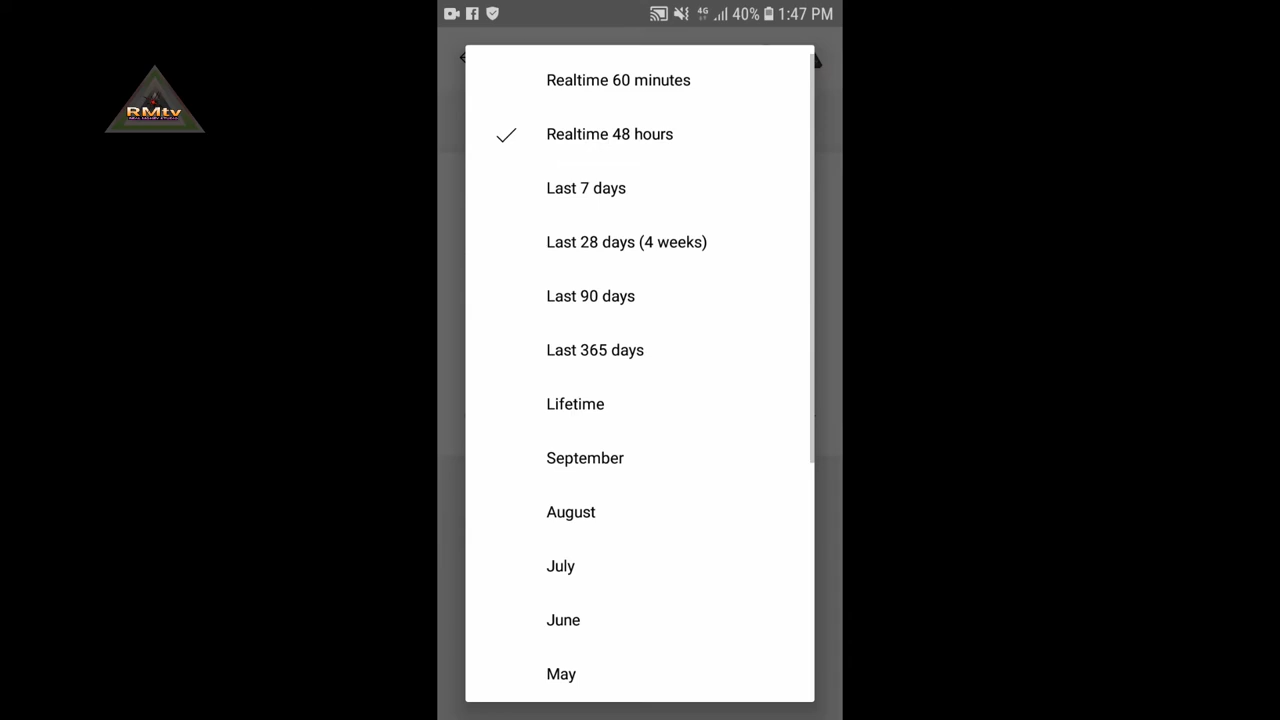 4G 40% 1:47 PM
RMtv
Realtime 60 minutes
Realtime 48 hours
Last 7 days
Last 28 days (4 weeks)
Last 90 days
Last 365 days
Lifetime
September
August
July
June
May